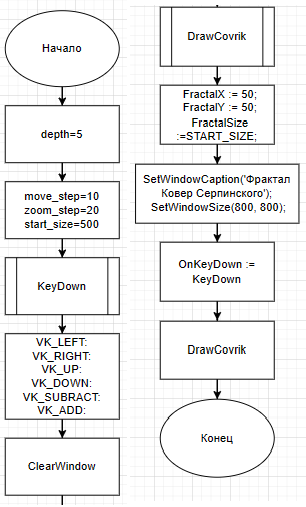 Начало
depth=5
move_step=10
zoom_step=20
start_size=500
KeyDown
VK_LEFT:
VK_RIGHT:
VK_UP:
VK_DOWN:
VK_SUBRACT:
VK_ADD:
ClearWindow
DrawCovrik
FractalX := 50;
FractalY := 50;
FractalSize
:=START_SIZE;
SetWindowCaption('Фрактал
Ковер Серпинского');
SetWindowSize(800, 800);
OnKeyDown :=
KeyDown
DrawCovrik
Конец